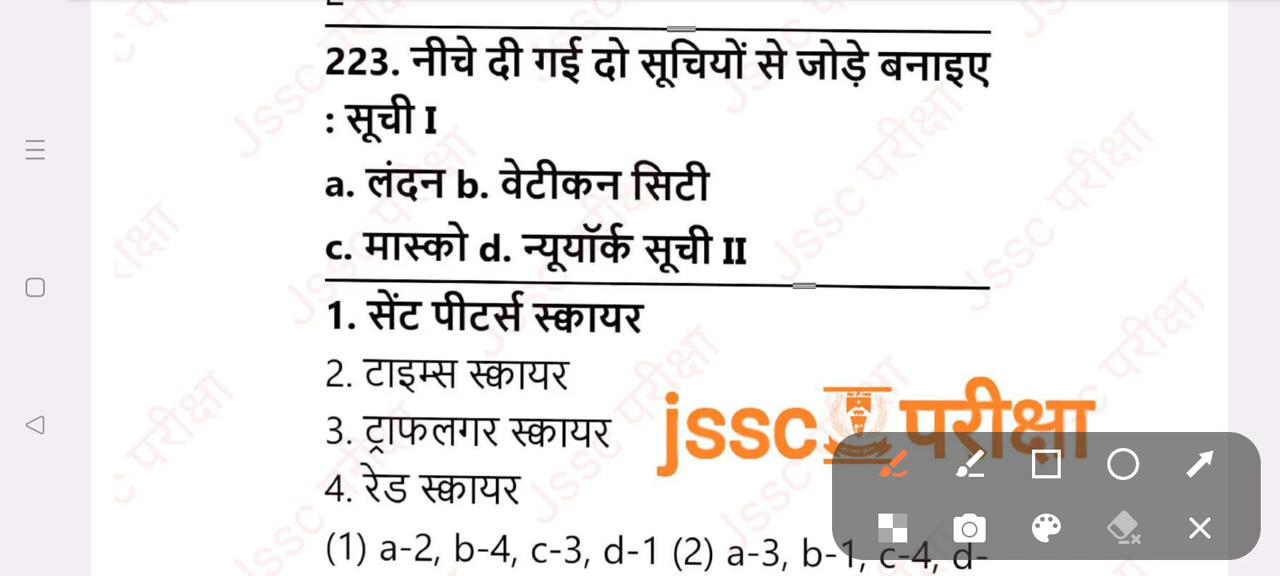 223. नीचे दी गई दो सूचियों से जोड़े बनाइए
: सूची I
a. लंदन b. वेटीकन सिटी
c. मास्को d. न्यूयॉर्क सूची II
1. सेंट पीटर्स स्क्वायर
2. टाइम्स स्क्वायर
3. ट्राफलगर स्क्वायर
jssc परीक्षा
4. रेड स्क्वायर
(1) a-2, b-4, c-3, d-1 (2) a-3, b-1, c-4, d-